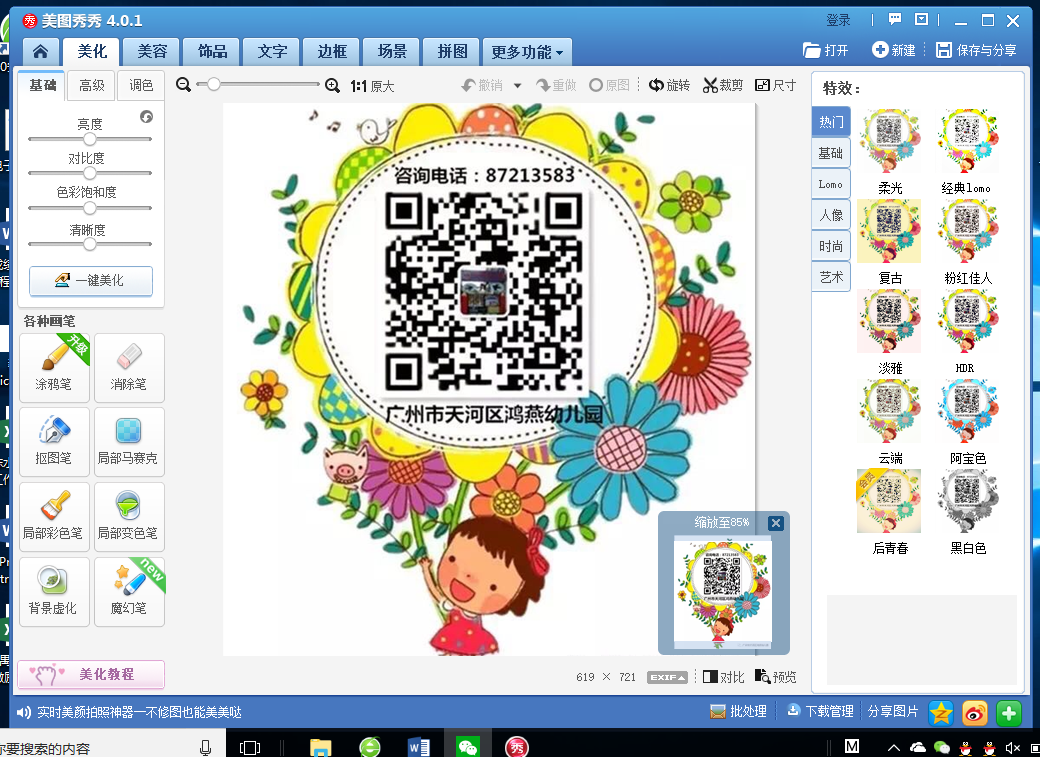 美图秀秀 4.0.1
登录
美化 美容 饰品 文字 边框 场景 拼图 更多功能
打开 新建 保存与分享
基础 高级 调色
1:1 原大 撤销 重做 原图 旋转 裁剪 尺寸
亮度
对比度
色彩饱和度
清晰度
一键美化
各种画笔
升级
涂鸦笔 消除笔
抠图笔 局部马赛克
局部彩色笔 局部变色笔
new
背景虚化 魔幻笔
美化教程
咨询电话：87213583
广州市天河区鸿燕幼儿园
缩放至85%
619 × 721 EXIF 对比 预览
特效：
热门
基础
Lomo
人像
时尚
艺术
柔光 经典lomo
复古 粉红佳人
淡雅 HDR
云端 阿宝色
会员
后青春 黑白色
实时美颜拍照神器一不修图也能美美哒
批处理 下载管理 分享图片
你要搜索的内容
W
秀
M